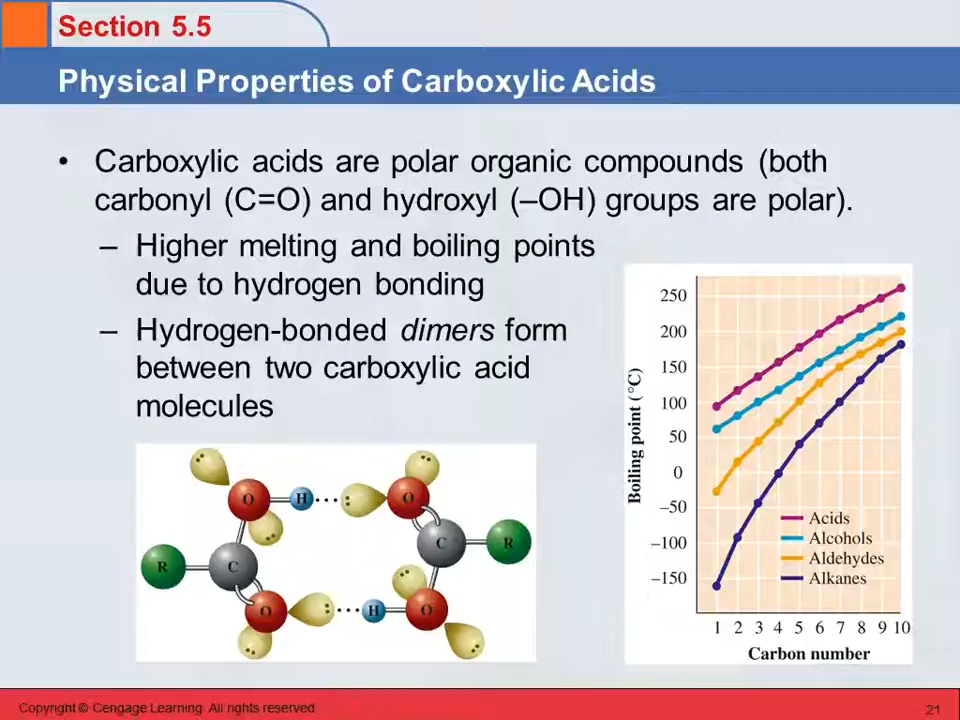 Section 5.5
Physical Properties of Carboxylic Acids
• Carboxylic acids are polar organic compounds (both
carbonyl (C=O) and hydroxyl (–OH) groups are polar).
– Higher melting and boiling points
due to hydrogen bonding
– Hydrogen-bonded dimers form
between two carboxylic acid
molecules
O H O
R C C R
O H O
Boiling point (°C)
250
200
150
100
50
0
–50
–100
–150
Acids
Alcohols
Aldehydes
Alkanes
1 2 3 4 5 6 7 8 9 10
Carbon number
Copyright © Cengage Learning. All rights reserved
21